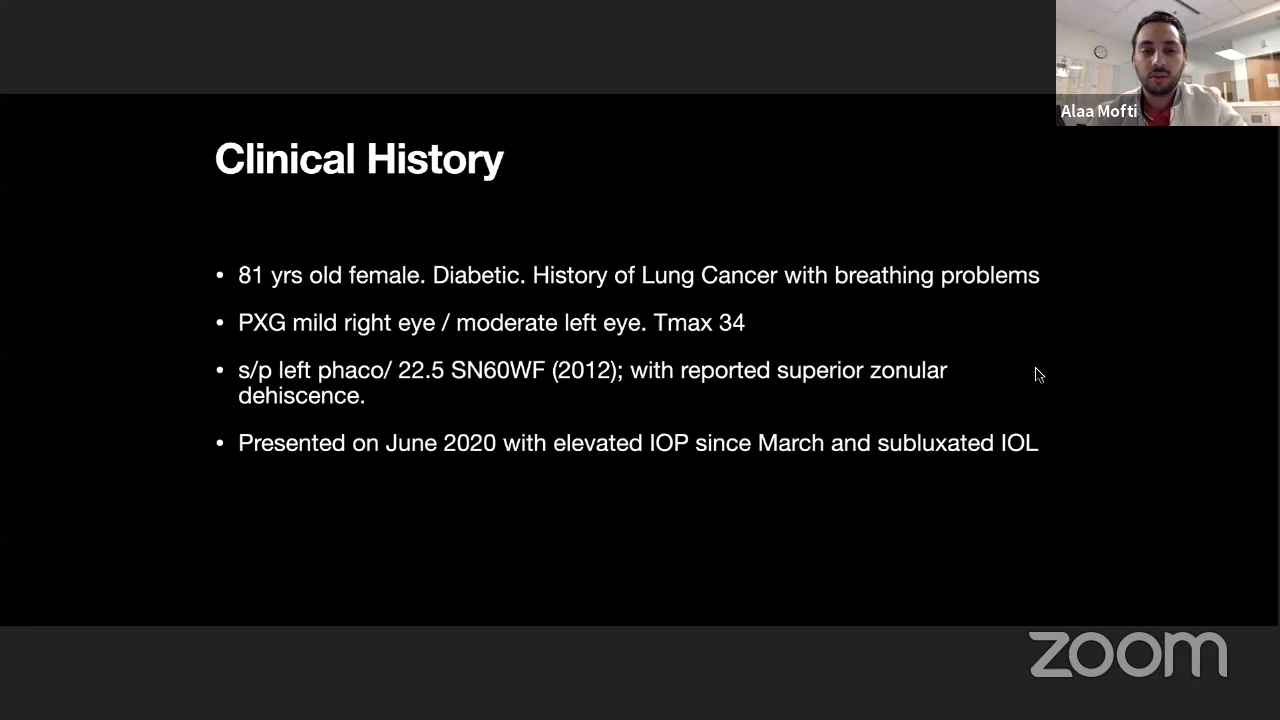 Alaa Mofti
Clinical History
• 81 yrs old female. Diabetic. History of Lung Cancer with breathing problems
• PXG mild right eye / moderate left eye. Tmax 34
• s/p left phaco/ 22.5 SN60WF (2012); with reported superior zonular
dehiscence.
• Presented on June 2020 with elevated IOP since March and subluxated IOL
zoom